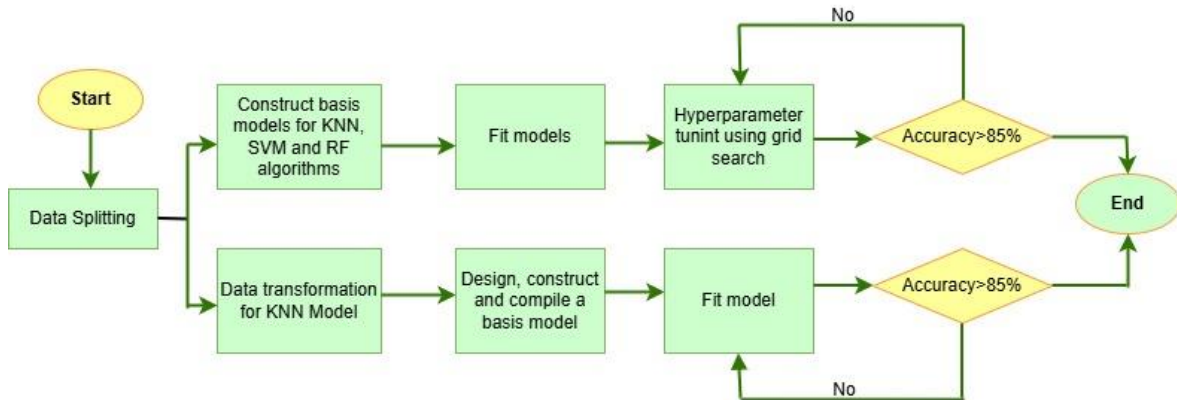 No
Start
Construct basis
models for KNN,
SVM and RF
algorithms
Fit models
Hyperparameter
tunint using grid
search
Accuracy>85%
Data Splitting
End
Data transformation
for KNN Model
Design, construct
and compile a
basis model
Fit model
Accuracy>85%
No